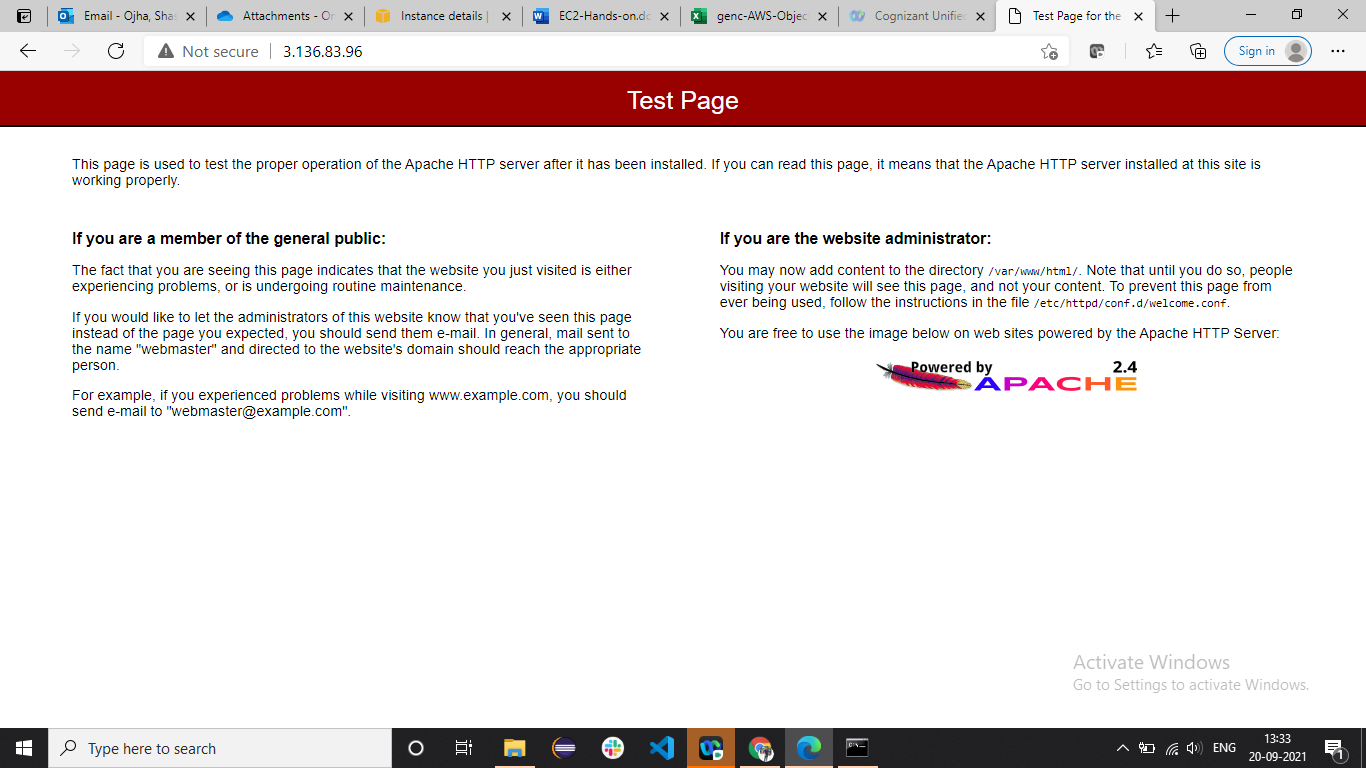 Email - Ojha, Sha
Attachments - Or
Instance details |
EC2-Hands-on.dc
genc-AWS-Objec
Cognizant Unifie
Test Page for the
Not secure
3.136.83.96
Sign in
Test Page
This page is used to test the proper operation of the Apache HTTP server after it has been installed. If you can read this page, it means that the Apache HTTP server installed at this site is
working properly.
If you are a member of the general public:
The fact that you are seeing this page indicates that the website you just visited is either
experiencing problems, or is undergoing routine maintenance.
If you would like to let the administrators of this website know that you've seen this page
instead of the page you expected, you should send them e-mail. In general, mail sent to
the name "webmaster" and directed to the website's domain should reach the appropriate
person.
For example, if you experienced problems while visiting www.example.com, you should
send e-mail to "webmaster@example.com".
If you are the website administrator:
You may now add content to the directory /var/www/html/. Note that until you do so, people
visiting your website will see this page, and not your content. To prevent this page from
ever being used, follow the instructions in the file /etc/httpd/conf.d/welcome.conf.
You are free to use the image below on web sites powered by the Apache HTTP Server:
Powered by 2.4
APACHE
Activate Windows
Go to Settings to activate Windows.
Type here to search
ENG
13:33
20-09-2021
1